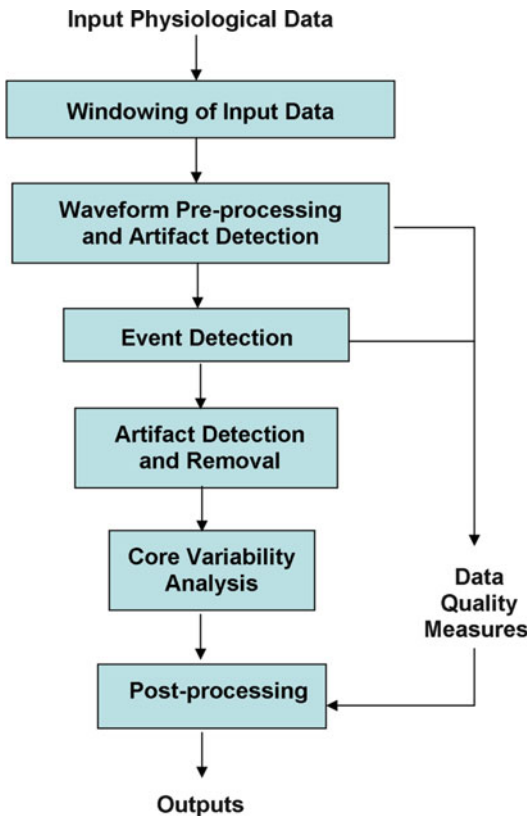 Input Physiological Data
Windowing of Input Data
Waveform Pre-processing
and Artifact Detection
Event Detection
Artifact Detection
and Removal
Core Variability
Analysis
Data
Quality
Measures
Post-processing
Outputs